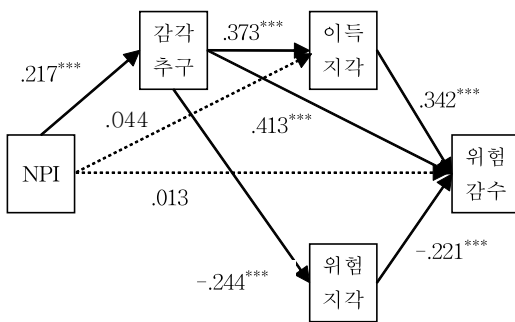 감각
추구
.373***
이득
지각
.217***
.044
.413***
.342***
NPI
위험
감수
.013
-.244***
위험
지각
-.221***